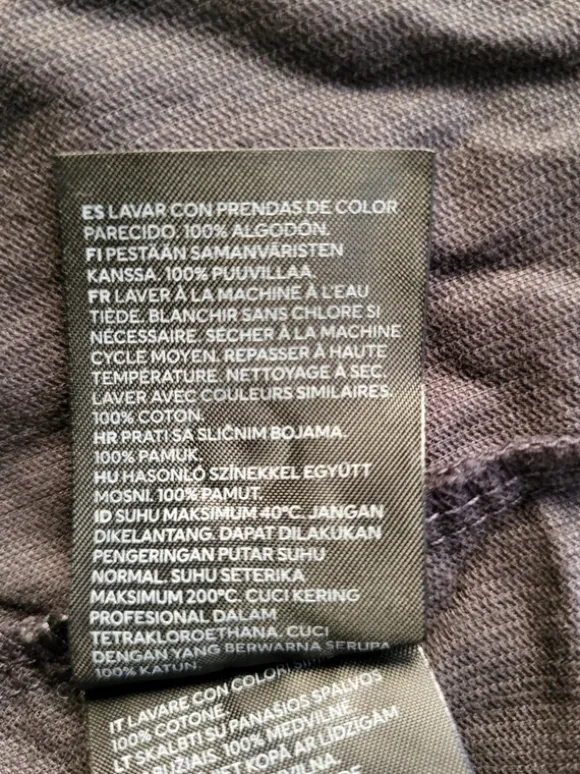 ES LAVAR CON PRENDAS DE COLOR
PARECIDO. 100% ALGODÓN.
FI PESTÄÄN SAMANVÄRISTEN
KANSSA. 100% PUUVILLAA.
FR LAVER À LA MACHINE À L'EAU
TIÈDE. BLANCHIR SANS CHLORE SI
NÉCESSAIRE. SÉCHER À LA MACHINE
CYCLE MOYEN. REPASSER À HAUTE
TEMPÉRATURE. NETTOYAGE À SEC.
LAVER AVEC COULEURS SIMILAIRES.
100% COTON.
HR PRATI SA SLIČNIM BOJAMA.
100% PAMUK.
HU HASONLÓ SZÍNEKKEL EGYÜTT
MOSNI. 100% PAMUT.
ID SUHU MAKSIMUM 40°C. JANGAN
DIKELANTANG. DAPAT DILAKUKAN
PENGERINGAN PUTAR SUHU
NORMAL. SUHU SETERIKA
MAKSIMUM 200°C. CUCI KERING
PROFESIONAL DALAM
TETRAKLOROETHANA. CUCI
DENGAN YANG BERWARNA SERUPA.
100% KATUN.
IT LAVARE CON COLORI
100% COTONE.
LT SKALBTI SU PANAŠIOS SPALVOS
100% MEDVILNĖ.
KOPĀ AR LĪDZĪGĀM